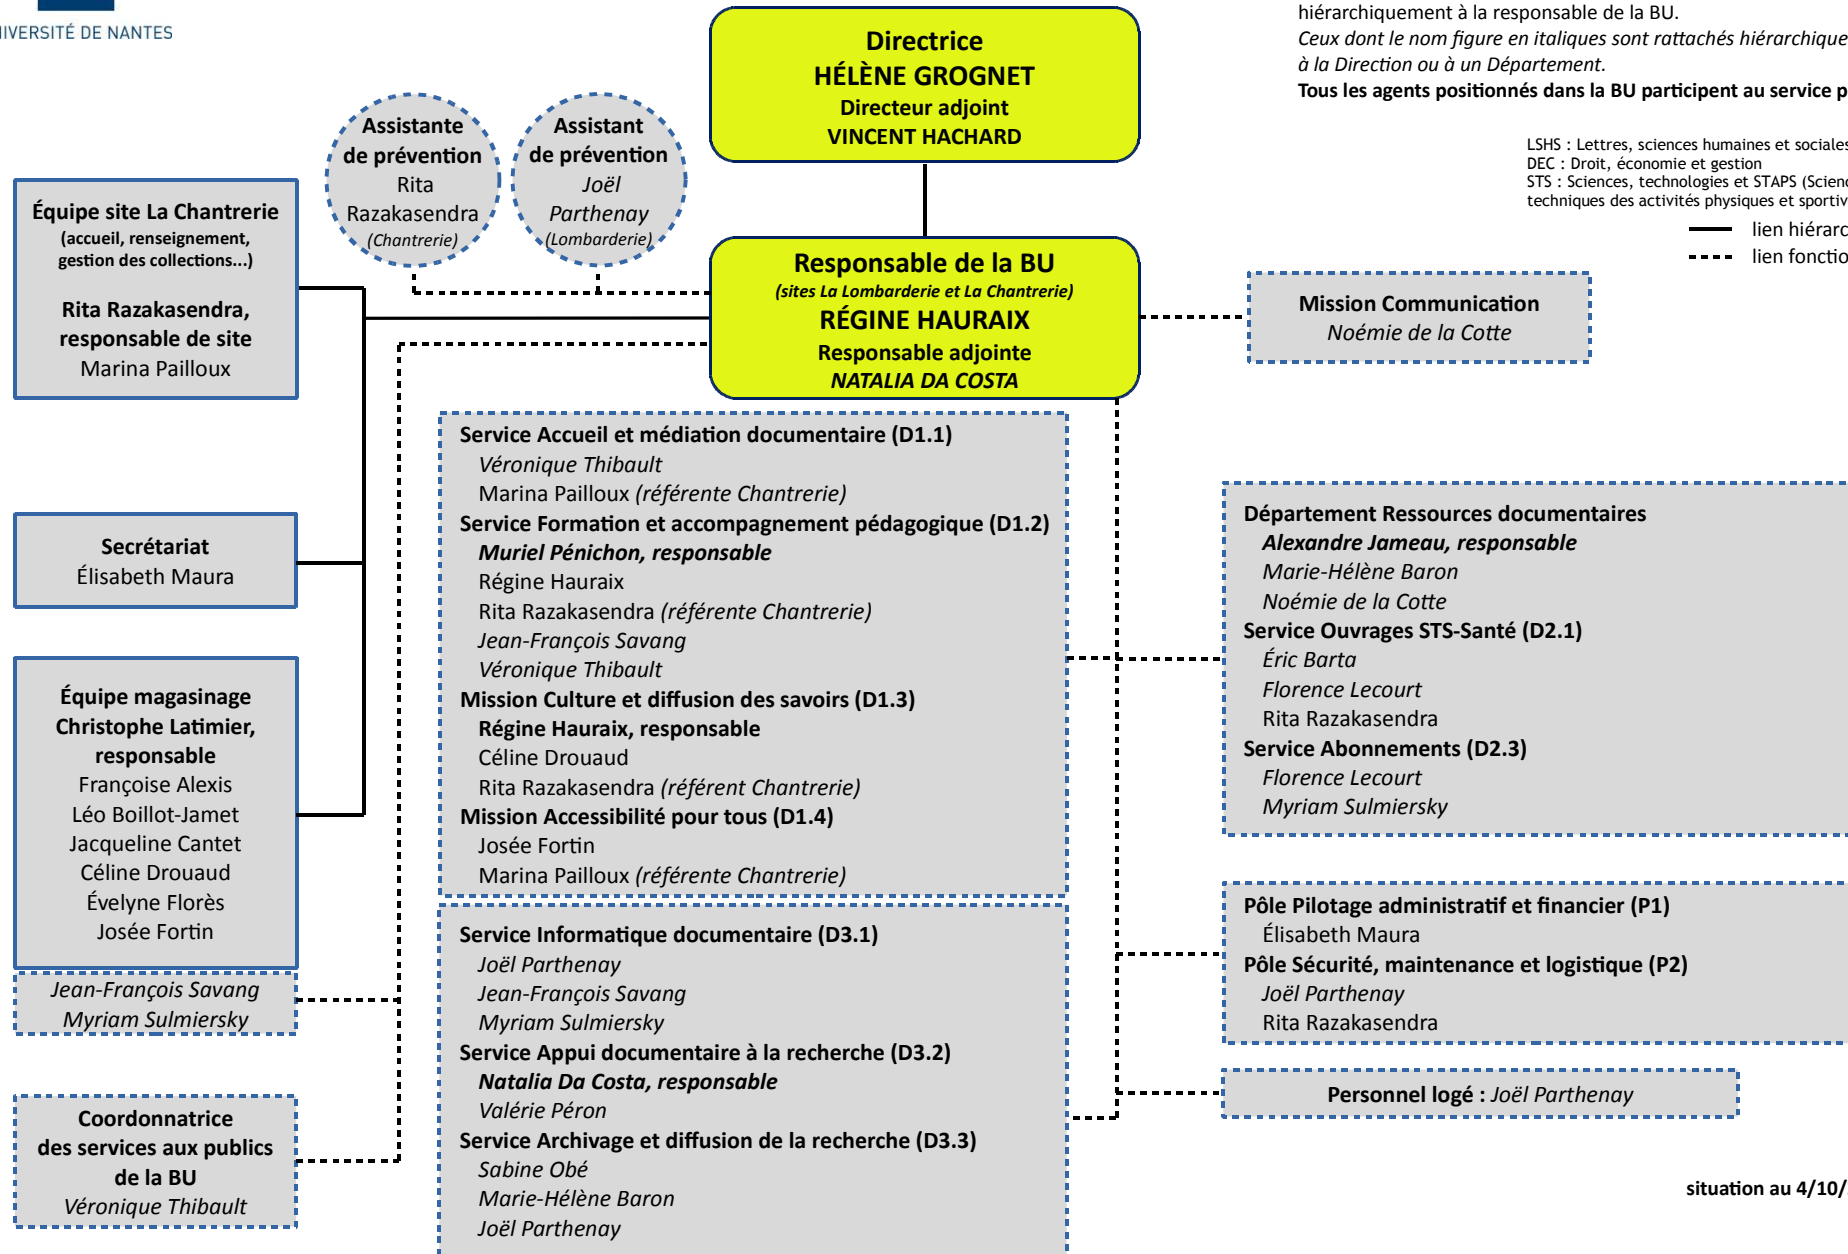 UNIVERSITÉ DE NANTES
hiérarchiquement à la responsable de la BU.
Ceux dont le nom figure en italiques sont rattachés
à la Direction ou à un Département.
Tous les agents positionnés dans la BU participent au service
LSHS : Lettres, sciences humaines et sociales
DEC : Droit, économie et gestion
STS : Sciences, technologies et STAPS
techniques des activités physiques et
lien
lien
Directrice
HÉLÈNE GROGNET
Directeur adjoint
VINCENT HACHARD
Assistante
de prévention
Rita
Razakasendra
(Chantrerie)
Assistant
de prévention
Joël
Parthenay
(Lombarderie)
Responsable de la BU
(sites La Lombarderie et La Chantrerie)
RÉGINE HAURAIX
Responsable adjointe
NATALIA DA COSTA
Mission Communication
Noémie de la Cotte
Équipe site La Chantrerie
(accueil, renseignement,
gestion des collections...)
Rita Razakasendra,
responsable de site
Marina Pailloux
Secrétariat
Élisabeth Maura
Équipe magasinage
Christophe Latimier,
responsable
Françoise Alexis
Léo Boillot-Jamet
Jacqueline Cantet
Céline Drouaud
Évelyne Florès
Josée Fortin
Jean-François Savang
Myriam Sulmiersky
Coordonnatrice
des services aux publics
de la BU
Véronique Thibault
Service Accueil et médiation documentaire (D1.1)
Véronique Thibault
Marina Pailloux (référente Chantrerie)
Service Formation et accompagnement pédagogique (D1.2)
Muriel Pénichon, responsable
Régine Hauraix
Rita Razakasendra (référente Chantrerie)
Jean-François Savang
Véronique Thibault
Mission Culture et diffusion des savoirs (D1.3)
Régine Hauraix, responsable
Céline Drouaud
Rita Razakasendra (référent Chantrerie)
Mission Accessibilité pour tous (D1.4)
Josée Fortin
Marina Pailloux (référente Chantrerie)
Service Informatique documentaire (D3.1)
Joël Parthenay
Jean-François Savang
Myriam Sulmiersky
Service Appui documentaire à la recherche (D3.2)
Natalia Da Costa, responsable
Valérie Péron
Service Archivage et diffusion de la recherche (D3.3)
Sabine Obé
Marie-Hélène Baron
Joël Parthenay
Département Ressources documentaires
Alexandre Jameau, responsable
Marie-Hélène Baron
Noémie de la Cotte
Service Ouvrages STS-Santé (D2.1)
Éric Barta
Florence Lecourt
Rita Razakasendra
Service Abonnements (D2.3)
Florence Lecourt
Myriam Sulmiersky
Pôle Pilotage administratif et financier (P1)
Élisabeth Maura
Pôle Sécurité, maintenance et logistique (P2)
Joël Parthenay
Rita Razakasendra
Personnel logé : Joël Parthenay
situation au 4/10/